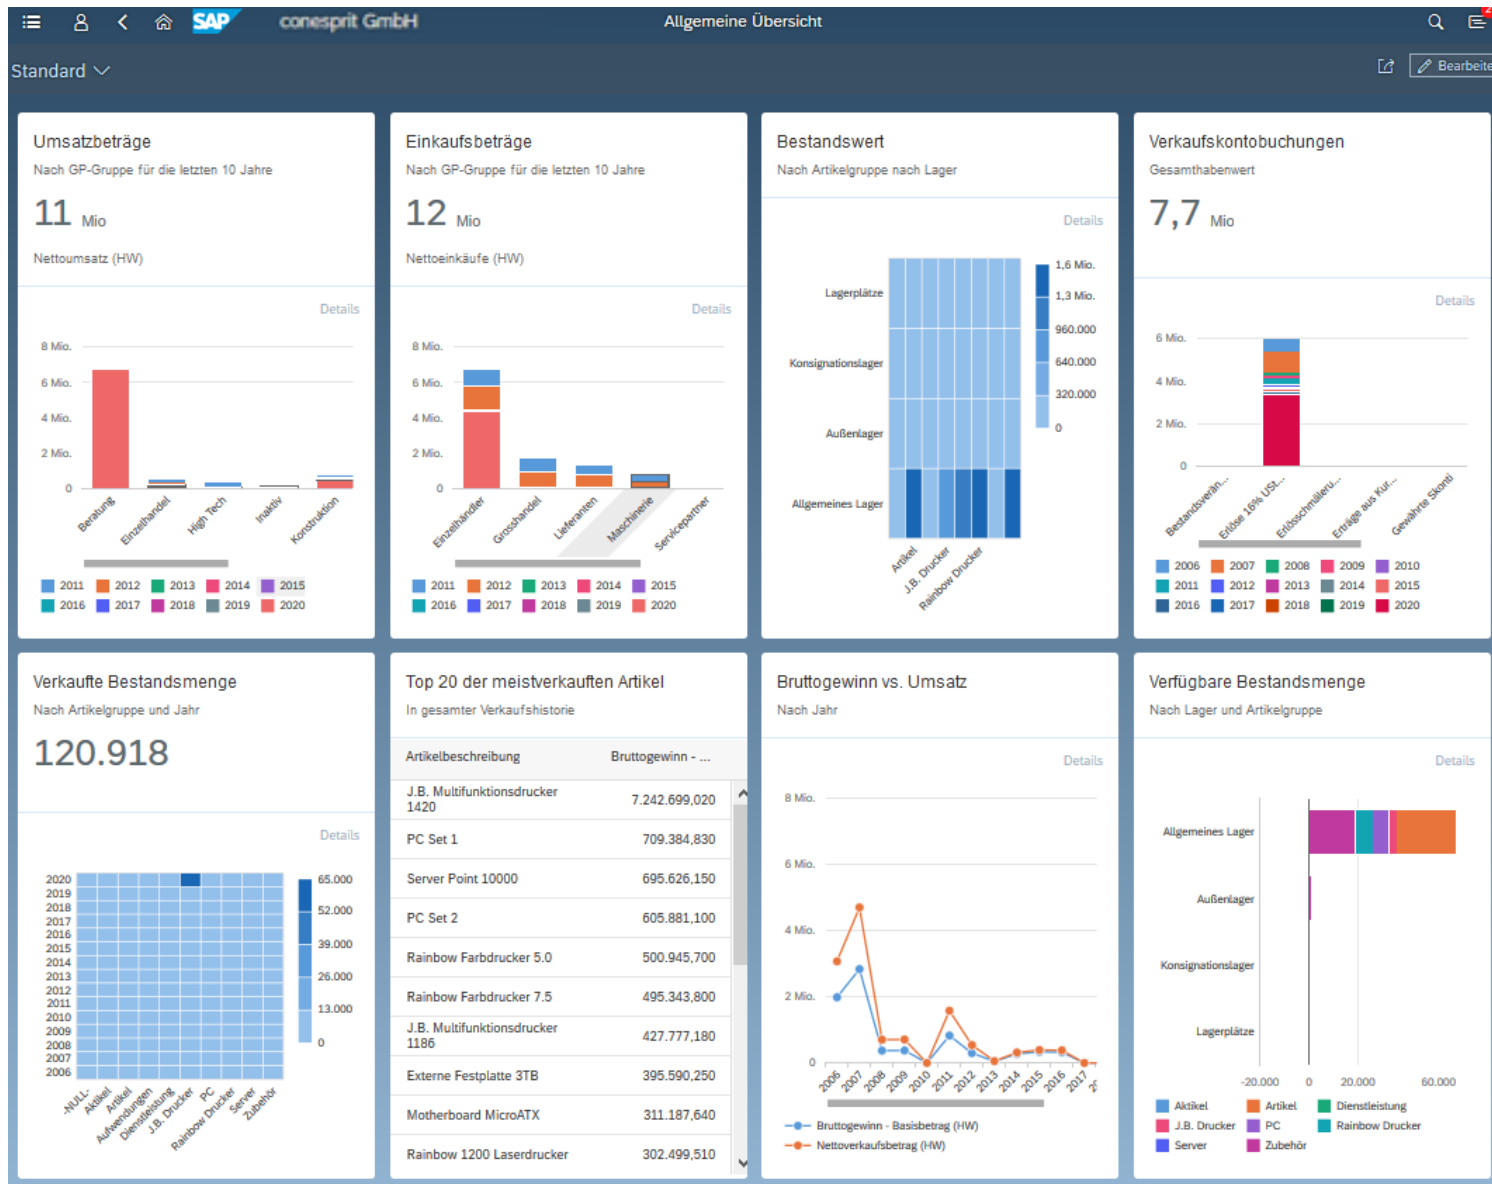 SAP
conesprit GmbH
Allgemeine Übersicht
2
Standard
Bearbeite
Umsatzbeträge
Nach GP-Gruppe für die letzten 10 Jahre
11 Mio
Nettoumsatz (HW)
Details
8 Mio.
6 Mio.
4 Mio.
2 Mio.
0
Beratung
Einzelhandel
High Tech
Inaktiv
Konstruktion
2011 2012 2013 2014 2015
2016 2017 2018 2019 2020
Einkaufsbeträge
Nach GP-Gruppe für die letzten 10 Jahre
12 Mio
Nettoeinkäufe (HW)
Details
8 Mio.
6 Mio.
4 Mio.
2 Mio.
0
Einzelhändler
Grosshandel
Lieferanten
Maschinerie
Servicepartner
2011 2012 2013 2014 2015
2016 2017 2018 2019 2020
Bestandswert
Nach Artikelgruppe nach Lager
Details
Lagerplätze
Konsignationslager
Außenlager
Allgemeines Lager
1,6 Mio.
1,3 Mio.
960.000
640.000
320.000
0
Artikel
J.B. Drucker
Rainbow Drucker
Verkaufskontobuchungen
Gesamthabenwert
7,7 Mio
Details
6 Mio.
4 Mio.
2 Mio.
0
Bestandsverän...
Erlöse 16% USt...
Erlösschmäleru...
Erträge aus Kur...
Gewährte Skonti
2006 2007 2008 2009 2010
2011 2012 2013 2014 2015
2016 2017 2018 2019 2020
Verkaufte Bestandsmenge
Nach Artikelgruppe und Jahr
120.918
Details
2020
2019
2018
2017
2016
2015
2014
2013
2012
2011
2010
2009
2008
2007
2006
65.000
52.000
39.000
26.000
13.000
0
-NULL-
Aktikel
Artikel
Aufwendungen
Dienstleistung
J.B. Drucker
PC
Rainbow Drucker
Server
Zubehör
Top 20 der meistverkauften Artikel
In gesamter Verkaufshistorie
Artikelbeschreibung Bruttogewinn - ...
J.B. Multifunktionsdrucker
1420 7.242.699,020
PC Set 1 709.384,830
Server Point 10000 695.626,150
PC Set 2 605.881,100
Rainbow Farbdrucker 5.0 500.945,700
Rainbow Farbdrucker 7.5 495.343,800
J.B. Multifunktionsdrucker
1186 427.777,180
Externe Festplatte 3TB 395.590,250
Motherboard MicroATX 311.187,640
Rainbow 1200 Laserdrucker 302.499,510
Bruttogewinn vs. Umsatz
Nach Jahr
Details
8 Mio.
6 Mio.
4 Mio.
2 Mio.
0
2006 2007 2008 2009 2010 2011 2012 2013 2014 2015 2016 2017
Bruttogewinn - Basisbetrag (HW)
Nettoverkaufsbetrag (HW)
Verfügbare Bestandsmenge
Nach Lager und Artikelgruppe
Details
Allgemeines Lager
Außenlager
Konsignationslager
Lagerplätze
-20.000 0 20.000 60.000
Aktikel Artikel Dienstleistung
J.B. Drucker PC Rainbow Drucker
Server Zubehör